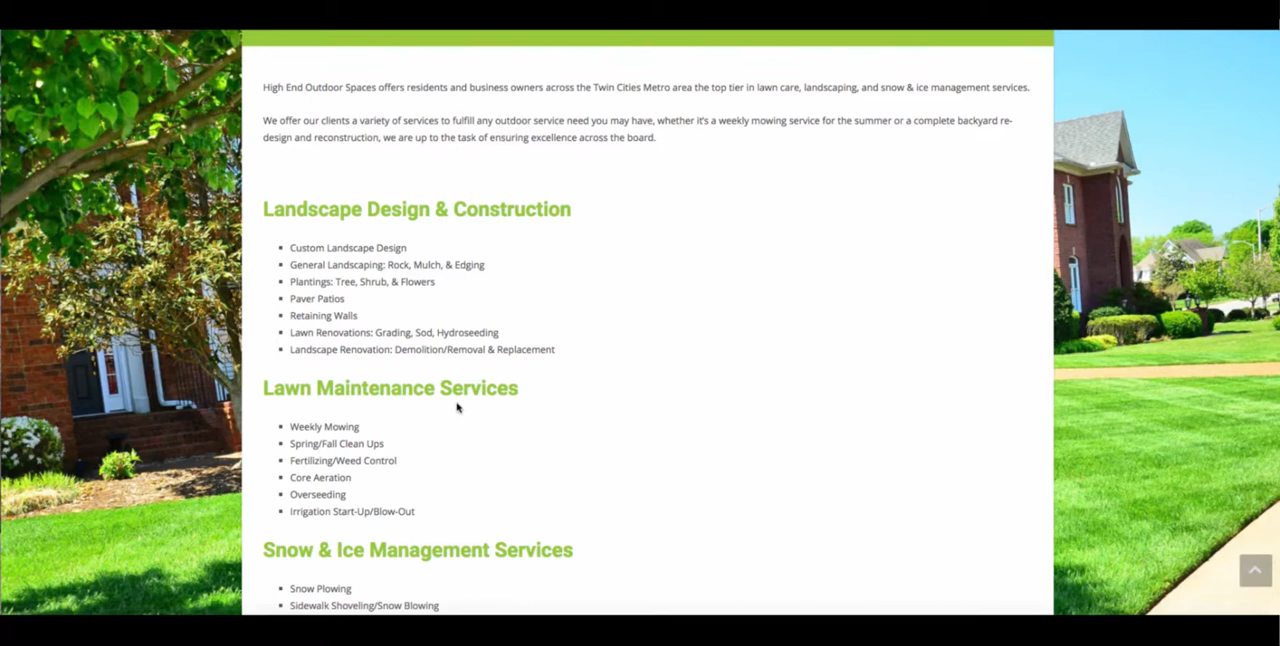 High End Outdoor Spaces offers residents and business owners across the Twin Cities Metro area the top tier in lawn care, landscaping, and snow & ice management services.
We offer our clients a variety of services to fulfill any outdoor service need you may have, whether it's a weekly mowing service for the summer or a complete backyard re-
design and reconstruction, we are up to the task of ensuring excellence across the board.
Landscape Design & Construction
Custom Landscape Design
General Landscaping: Rock, Mulch, & Edging
Plantings: Tree, Shrub, & Flowers
Paver Patios
Retaining Walls
Lawn Renovations: Grading, Sod, Hydroseeding
Landscape Renovation: Demolition/Removal & Replacement
Lawn Maintenance Services
Weekly Mowing
Spring/Fall Clean Ups
Fertilizing/Weed Control
Core Aeration
Overseeding
Irrigation Start-Up/Blow-Out
Snow & Ice Management Services
Snow Plowing
Sidewalk Shoveling/Snow Blowing